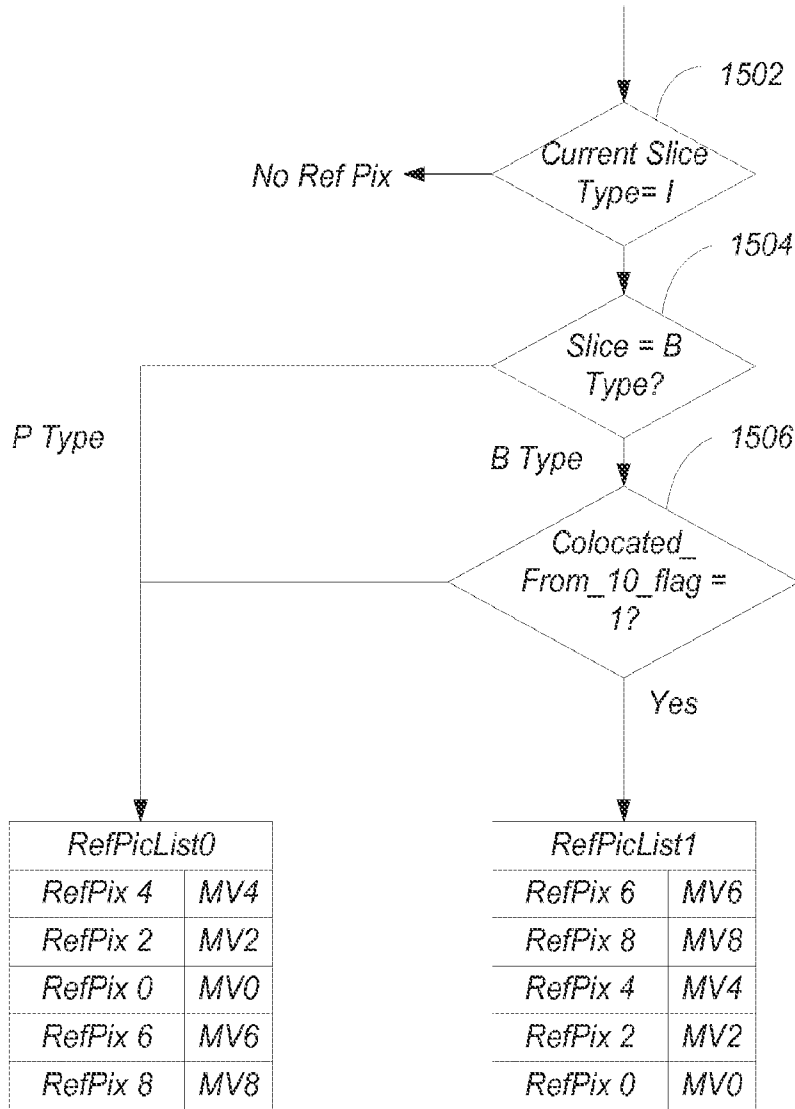 1502
Current Slice
Type= I
No Ref Pix
1504
Slice = B
Type?
P Type
B Type
1506
Colocated_
From_10_flag =
1?
Yes
RefPicList0
RefPix 4 MV4
RefPix 2 MV2
RefPix 0 MV0
RefPix 6 MV6
RefPix 8 MV8
RefPicList1
RefPix 6 MV6
RefPix 8 MV8
RefPix 4 MV4
RefPix 2 MV2
RefPix 0 MV0